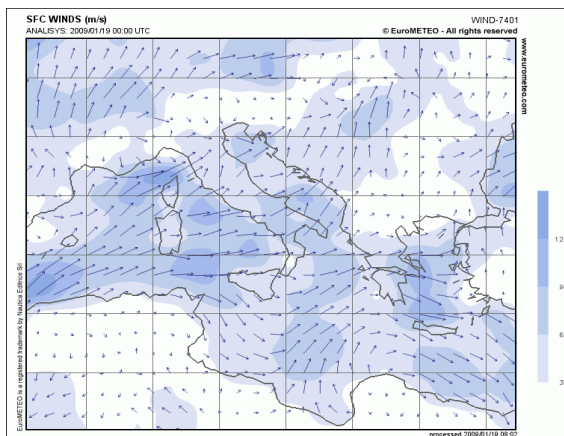 SFC WINDS (m/s)
WIND-7401
ANALISYS: 2009/01/19 00:00 UTC
© EuroMETEO - All rights reserved
www.eurometeo.com
12
9
6
3
EuroMETEO is a registered trademark by Nautica Editrice Srl
processed 2009/01/19 08:02